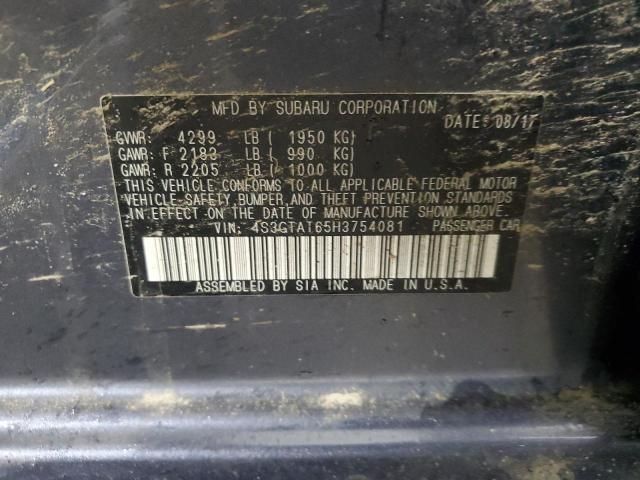 MFD BY SUBARU CORPORATION DATE: 08/17
GVWR: 4299 LB ( 1950 KG)
GAWR: F 2183 LB ( 990 KG)
GAWR: R 2205 LB ( 1000 KG)
THIS VEHICLE CONFORMS TO ALL APPLICABLE FEDERAL MOTOR
VEHICLE SAFETY, BUMPER, AND THEFT PREVENTION STANDARDS
IN EFFECT ON THE DATE OF MANUFACTURE SHOWN ABOVE.
VIN: 4S3GTAT65H3754081 PASSENGER CAR
ASSEMBLED BY SIA INC. MADE IN U.S.A.